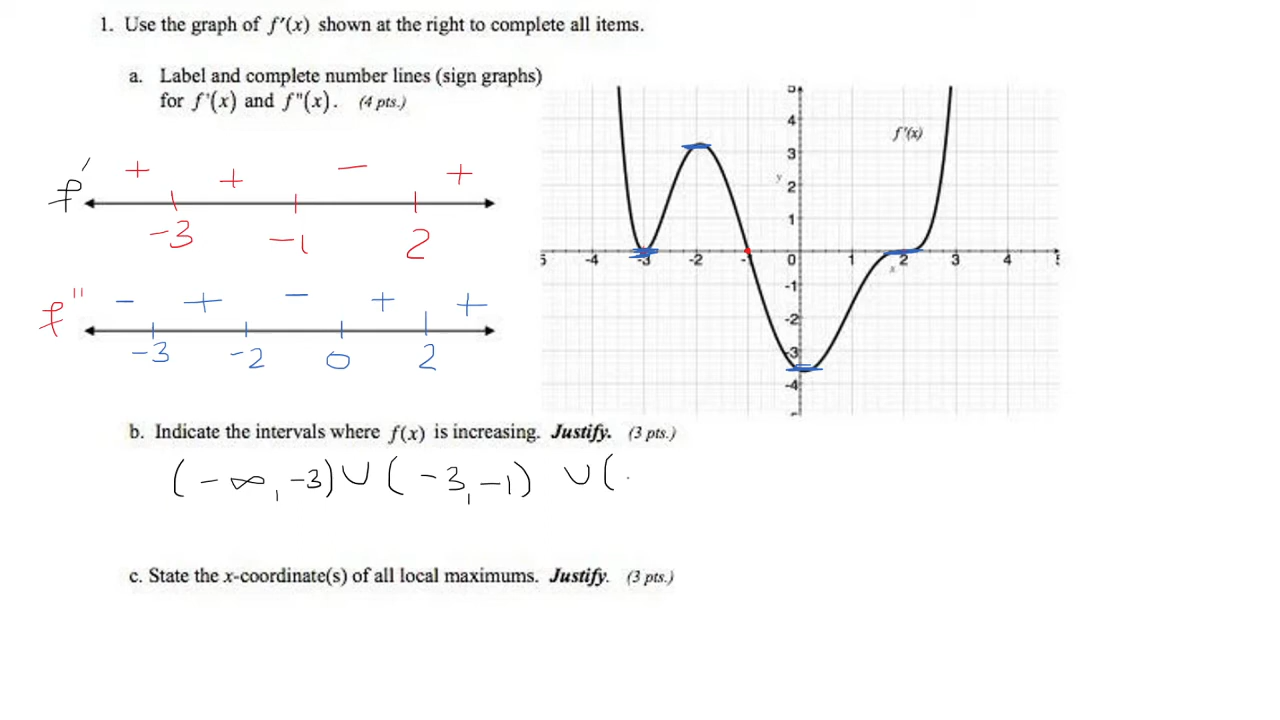 1. Use the graph of f'(x) shown at the right to complete all items.
a. Label and complete number lines (sign graphs)
for f'(x) and f"(x). (4 pts.)
f' + + − +
-3 -1 2
f" − + − + +
-3 -2 0 2
5
4
3
2
1
-1
-2
-3
-4
y
f'(x)
5 -4 -3 -2 -1 0 1 2 3 4
x
b. Indicate the intervals where f(x) is increasing. Justify. (3 pts.)
(-∞, -3) ∪ (-3, -1) ∪ (
c. State the x-coordinate(s) of all local maximums. Justify. (3 pts.)